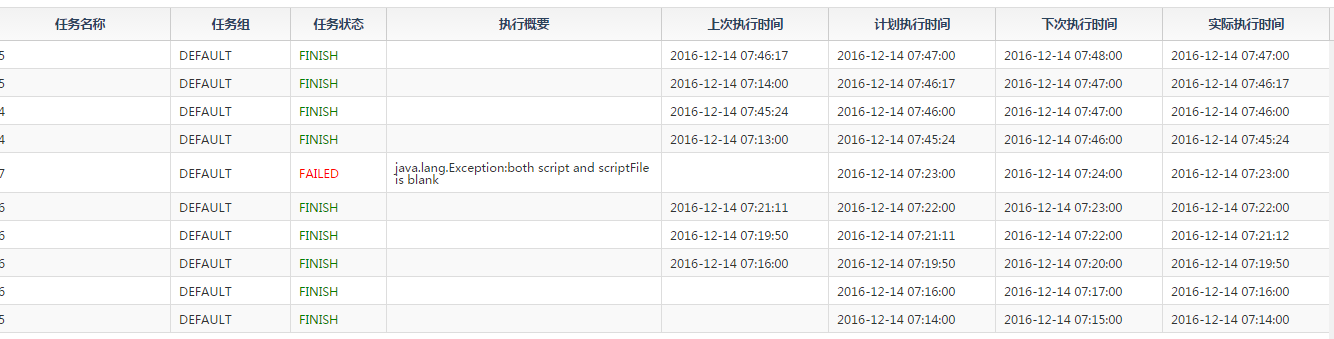 任务名称 任务组 任务状态 执行概要 上次执行时间 计划执行时间 下次执行时间 实际执行时间
5 DEFAULT FINISH 2016-12-14 07:46:17 2016-12-14 07:47:00 2016-12-14 07:48:00 2016-12-14 07:47:00
5 DEFAULT FINISH 2016-12-14 07:14:00 2016-12-14 07:46:17 2016-12-14 07:47:00 2016-12-14 07:46:17
4 DEFAULT FINISH 2016-12-14 07:45:24 2016-12-14 07:46:00 2016-12-14 07:47:00 2016-12-14 07:46:00
4 DEFAULT FINISH 2016-12-14 07:13:00 2016-12-14 07:45:24 2016-12-14 07:46:00 2016-12-14 07:45:24
7 DEFAULT FAILED java.lang.Exception:both script and scriptFile 2016-12-14 07:23:00 2016-12-14 07:24:00 2016-12-14 07:23:00
is blank
6 DEFAULT FINISH 2016-12-14 07:21:11 2016-12-14 07:22:00 2016-12-14 07:23:00 2016-12-14 07:22:00
6 DEFAULT FINISH 2016-12-14 07:19:50 2016-12-14 07:21:11 2016-12-14 07:22:00 2016-12-14 07:21:12
6 DEFAULT FINISH 2016-12-14 07:16:00 2016-12-14 07:19:50 2016-12-14 07:20:00 2016-12-14 07:19:50
6 DEFAULT FINISH 2016-12-14 07:16:00 2016-12-14 07:17:00 2016-12-14 07:16:00
5 DEFAULT FINISH 2016-12-14 07:14:00 2016-12-14 07:15:00 2016-12-14 07:14:00